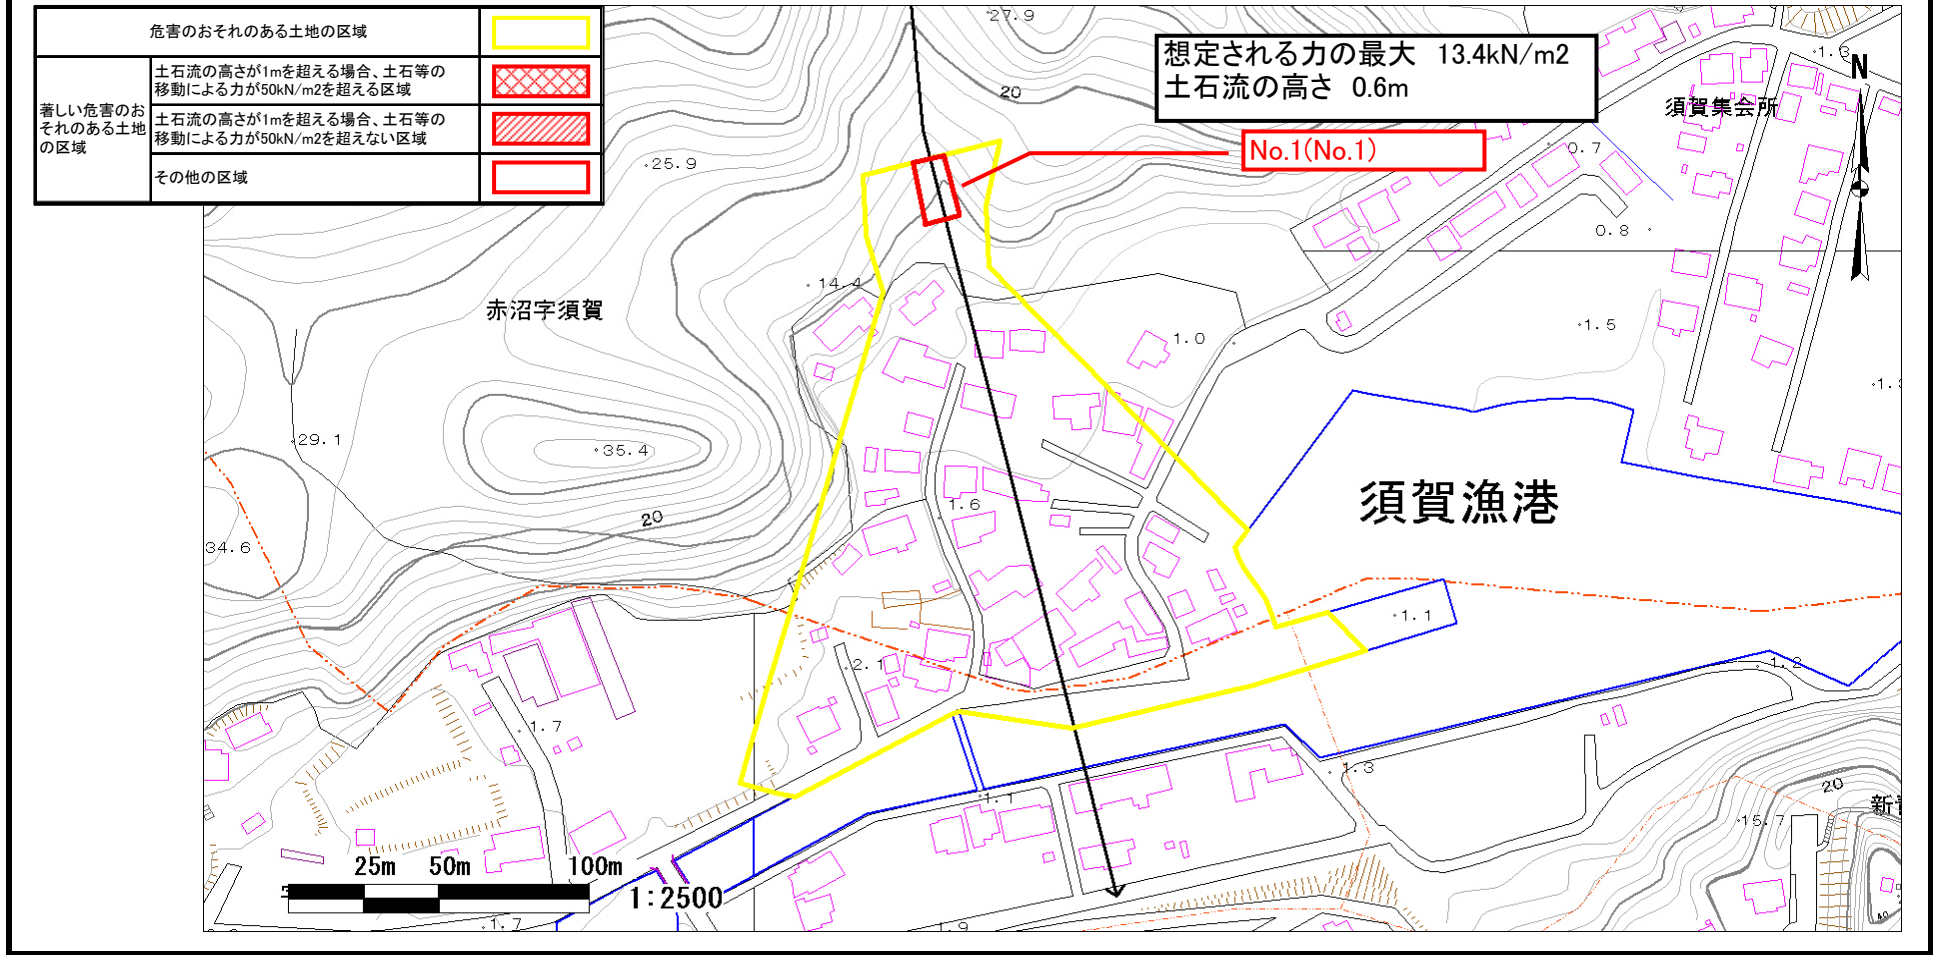 危害のおそれのある土地の区域
著しい危害のお
それのある土地
の区域
土石流の高さが1mを超える場合、土石等の
移動による力が50kN/m2を超える区域
土石流の高さが1mを超える場合、土石等の
移動による力が50kN/m2を超えない区域
その他の区域
想定される力の最大 13.4kN/m2
土石流の高さ 0.6m
No.1(No.1)
N
27.9
1.3
20
須賀集会所
0.7
25.9
0.8
14.4
赤沼字須賀
1.0
1.5
29.1
35.4
須賀漁港
1.6
20
34.6
1.1
2.1
1.2
1.7
1.3
20
1.1
新
15.7
25m 50m 100m
1:2500
1.7
1.9
40